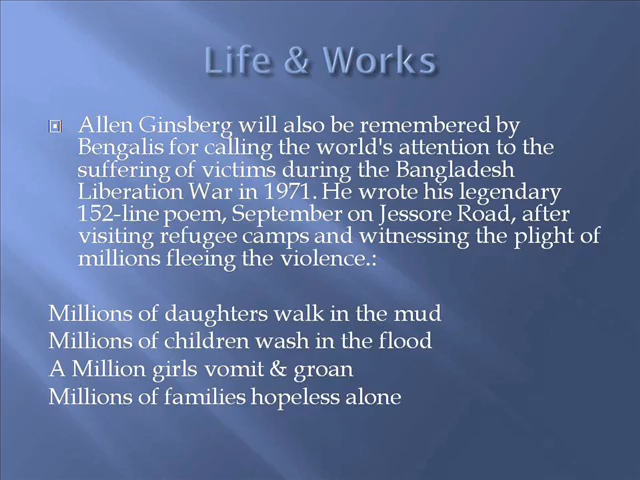 Life & Works
Allen Ginsberg will also be remembered by
Bengalis for calling the world's attention to the
suffering of victims during the Bangladesh
Liberation War in 1971. He wrote his legendary
152-line poem, September on Jessore Road, after
visiting refugee camps and witnessing the plight of
millions fleeing the violence.:
Millions of daughters walk in the mud
Millions of children wash in the flood
A Million girls vomit & groan
Millions of families hopeless alone